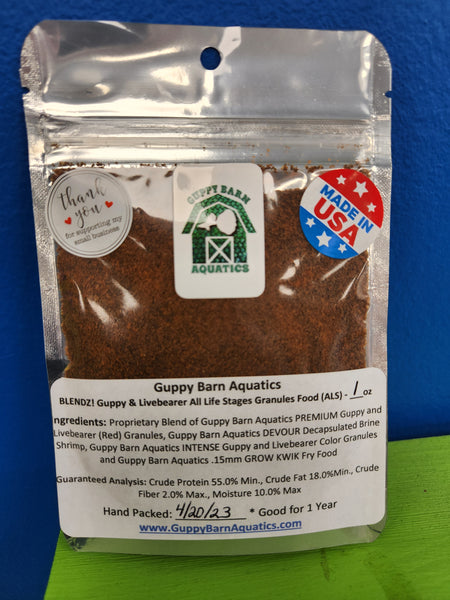 thank
you
for supporting my
small business
GUPPY BARN
AQUATICS
MADE IN
USA
Guppy Barn Aquatics
BLENDZ! Guppy & Livebearer All Life Stages Granules Food (ALS) - 1 oz
ngredients: Proprietary Blend of Guppy Barn Aquatics PREMIUM Guppy and
Livebearer (Red) Granules, Guppy Barn Aquatics DEVOUR Decapsulated Brine
Shrimp, Guppy Barn Aquatics INTENSE Guppy and Livebearer Color Granules
and Guppy Barn Aquatics .15mm GROW KWIK Fry Food
Guaranteed Analysis: Crude Protein 55.0% Min., Crude Fat 18.0%Min., Crude
Fiber 2.0% Max., Moisture 10.0% Max
Hand Packed: 4/20/23 * Good for 1 Year
www.GuppyBarnAquatics.com